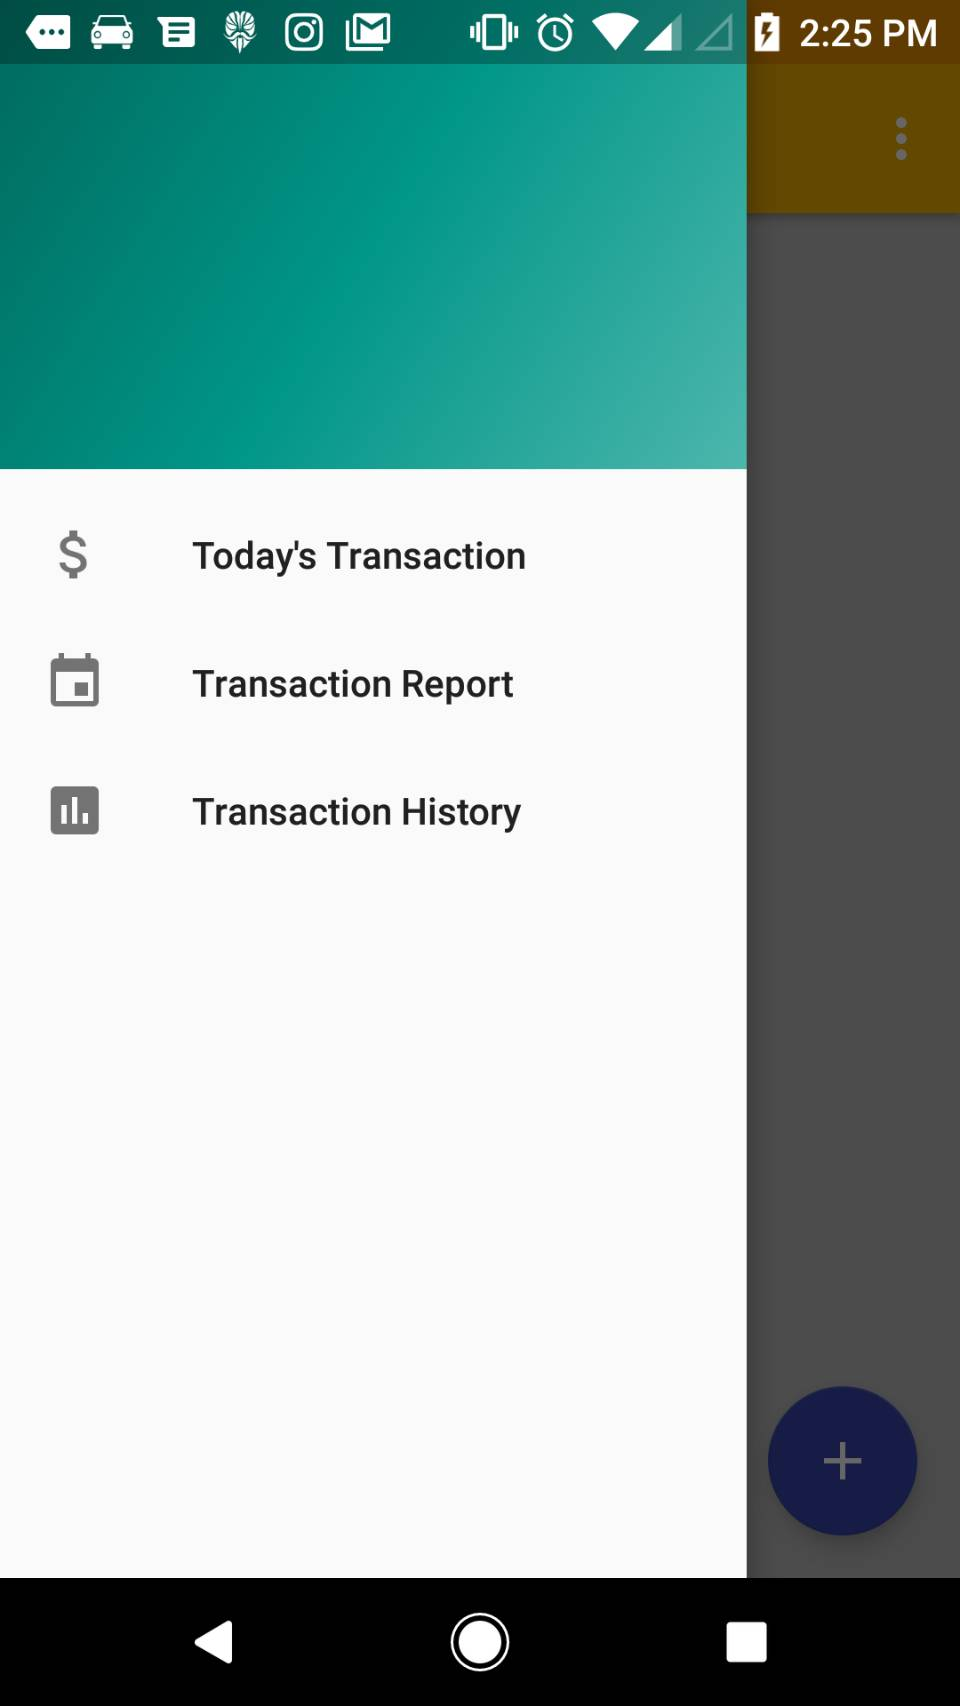 2:25 PM
Today's Transaction
Transaction Report
Transaction History